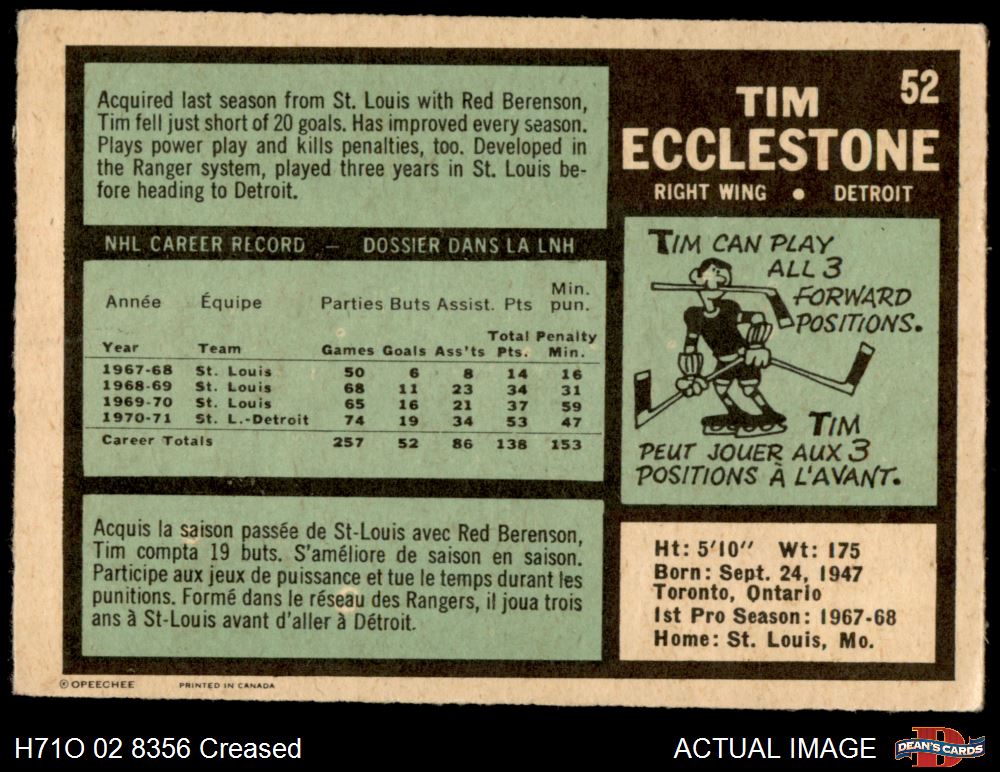 52
TIM
ECCLESTONE
RIGHT WING • DETROIT
Acquired last season from St. Louis with Red Berenson,
Tim fell just short of 20 goals. Has improved every season.
Plays power play and kills penalties, too. Developed in
the Ranger system, played three years in St. Louis be-
fore heading to Detroit.
NHL CAREER RECORD — DOSSIER DANS LA LNH
Année Équipe Parties Buts Assist. Pts Min. pun.
Year Team Games Goals Ass'ts Total Pts. Penalty Min.
1967-68 St. Louis 50 6 8 14 16
1968-69 St. Louis 68 11 23 34 31
1969-70 St. Louis 65 16 21 37 59
1970-71 St. L.-Detroit 74 19 34 53 47
Career Totals 257 52 86 138 153
Acquis la saison passée de St-Louis avec Red Berenson,
Tim compta 19 buts. S'améliore de saison en saison.
Participe aux jeux de puissance et tue le temps durant les
punitions. Formé dans le réseau des Rangers, il joua trois
ans à St-Louis avant d'aller à Détroit.
TIM CAN PLAY
ALL 3
FORWARD
POSITIONS.
TIM
PEUT JOUER AUX 3
POSITIONS À L'AVANT.
Ht: 5'10" Wt: 175
Born: Sept. 24, 1947
Toronto, Ontario
1st Pro Season: 1967-68
Home: St. Louis, Mo.
© OPEECHEE PRINTED IN CANADA
H71O 02 8356 Creased
ACTUAL IMAGE
DEAN'S CARDS